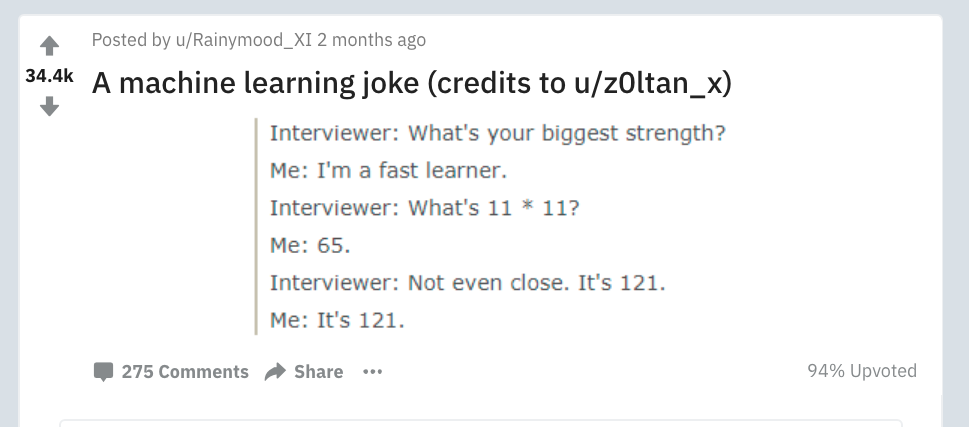 Posted by u/Rainymood_XI 2 months ago
34.4k
A machine learning joke (credits to u/z0ltan_x)
Interviewer: What's your biggest strength?
Me: I'm a fast learner.
Interviewer: What's 11 * 11?
Me: 65.
Interviewer: Not even close. It's 121.
Me: It's 121.
275 Comments Share ••• 94% Upvoted